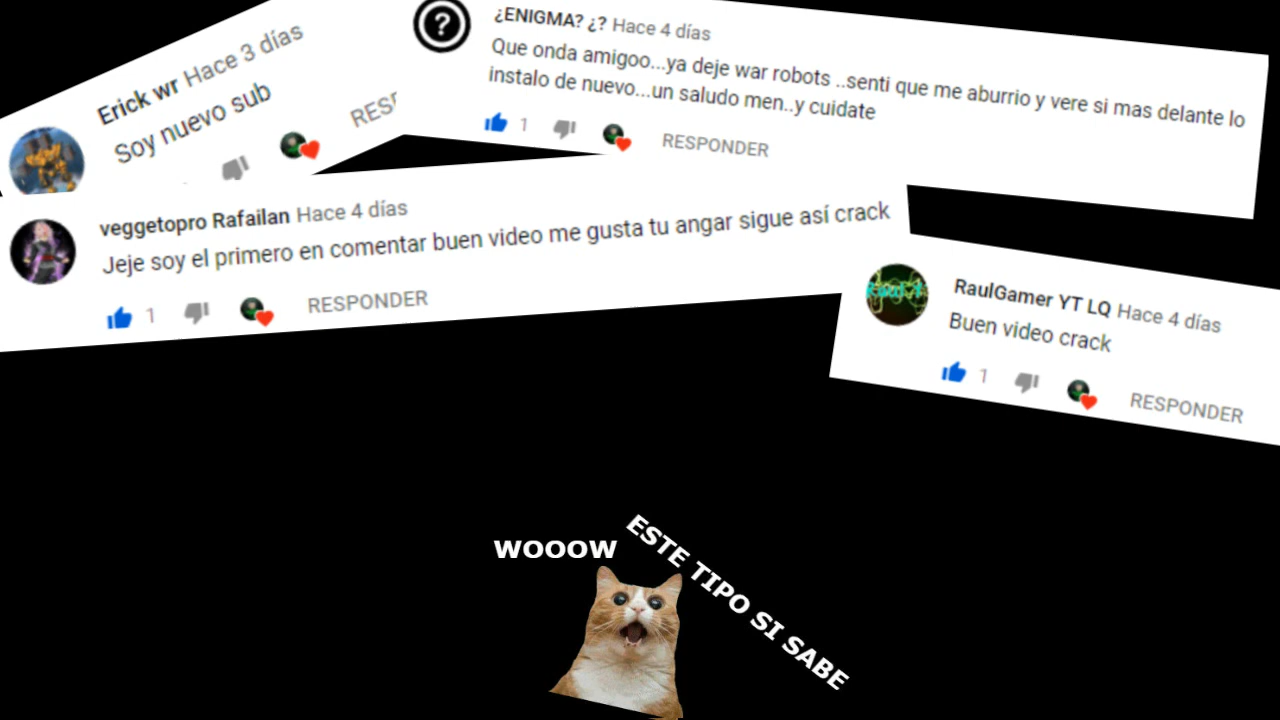 Erick wr Hace 3 días
Soy nuevo sub
¿ENIGMA? ¿? Hace 4 días
Que onda amigoo...ya deje war robots ..senti que me aburrio y vere si mas delante lo
instalo de nuevo...un saludo men..y cuidate
1 RESPONDER
veggetopro Rafailan Hace 4 días
Jeje soy el primero en comentar buen video me gusta tu angar sigue así crack
1 RESPONDER
RaulGamer YT LQ Hace 4 días
Buen video crack
1 RESPONDER
WOOOW
ESTE TIPO SI SABE